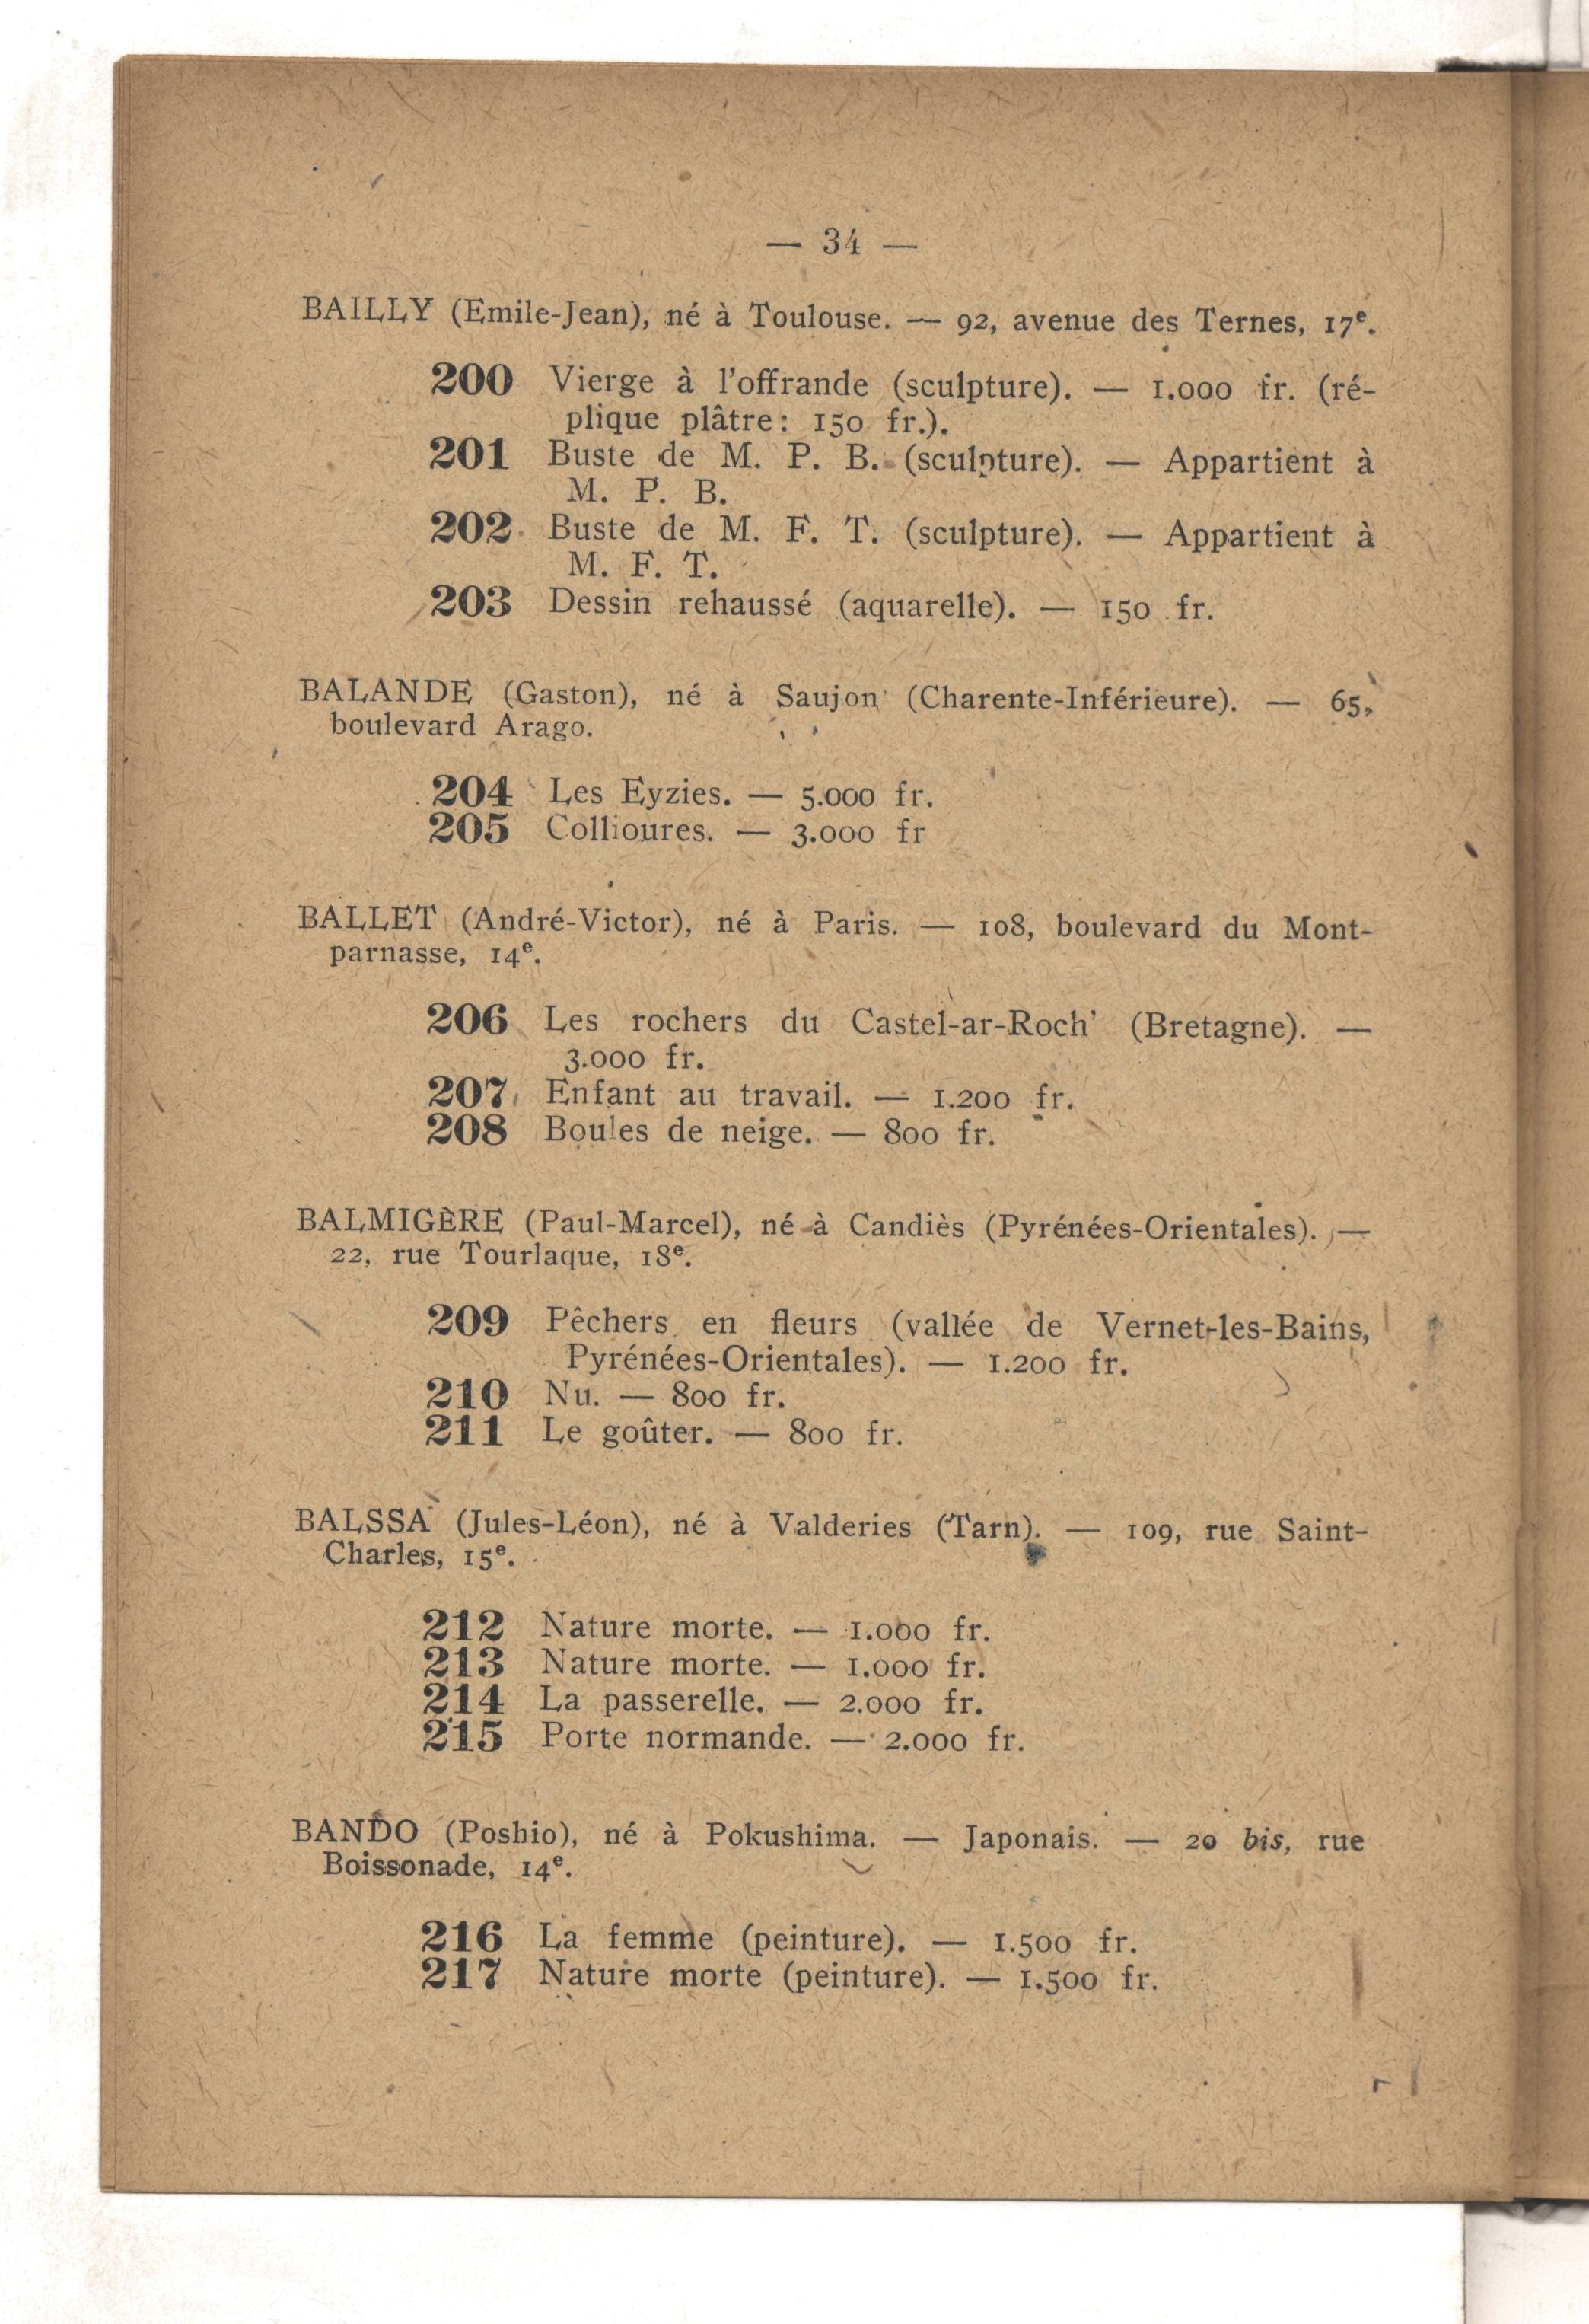 — 34 —
BAILLY (Emile-Jean), né à Toulouse. — 92, avenue des Ternes, 17e.
200 Vierge à l'offrande (sculpture). — 1.000 fr. (ré-
plique plâtre: 150 fr.).
201 Buste de M. P. B. (sculpture). — Appartient à
M. P. B.
202 Buste de M. F. T. (sculpture). — Appartient à
M. F. T.
203 Dessin rehaussé (aquarelle). — 150 fr.
BALANDE (Gaston), né à Saujon (Charente-Inférieure). — 65,
boulevard Arago.
204 Les Eyzies. — 5.000 fr.
205 Collioures. — 3.000 fr
BALLET (André-Victor), né à Paris. — 108, boulevard du Mont-
parnasse, 14e.
206 Les rochers du Castel-ar-Roch' (Bretagne). —
3.000 fr.
207 Enfant au travail. — 1.200 fr.
208 Boules de neige. — 800 fr.
BALMIGÈRE (Paul-Marcel), né à Candiès (Pyrénées-Orientales). —
22, rue Tourlaque, 18e.
209 Pêchers en fleurs (vallée de Vernet-les-Bains,
Pyrénées-Orientales). — 1.200 fr.
210 Nu. — 800 fr.
211 Le goûter. — 800 fr.
BALSSA (Jules-Léon), né à Valderies (Tarn). — 109, rue Saint-
Charles, 15e.
212 Nature morte. — 1.000 fr.
213 Nature morte. — 1.000 fr.
214 La passerelle. — 2.000 fr.
215 Porte normande. — 2.000 fr.
BANDO (Poshio), né à Pokushima. — Japonais. — 20 bis, rue
Boissonade, 14e.
216 La femme (peinture). — 1.500 fr.
217 Nature morte (peinture). — 1.500 fr.